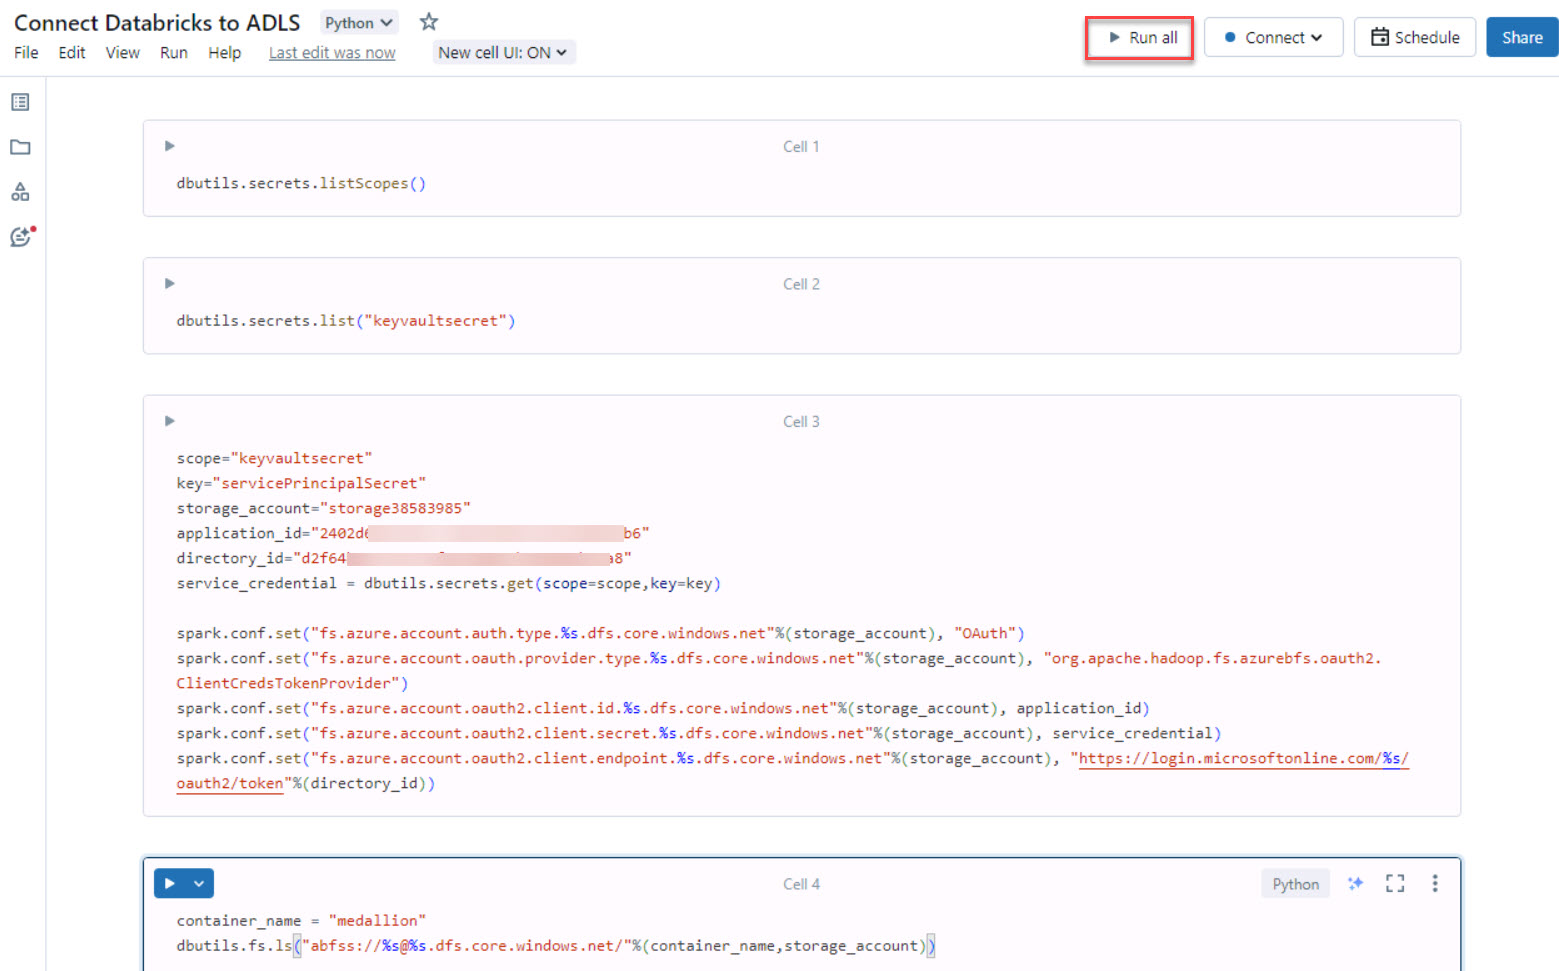 Connect Databricks to ADLS Python
File Edit View Run Help Last edit was now New cell UI: ON
Run all Connect Schedule Share
Cell 1
dbutils.secrets.listScopes()
Cell 2
dbutils.secrets.list("keyvaultsecret")
Cell 3
scope="keyvaultsecret"
key="servicePrincipalSecret"
storage_account="storage38583985"
application_id="2402d b6"
directory_id="d2f64 a8"
service_credential = dbutils.secrets.get(scope=scope,key=key)
spark.conf.set("fs.azure.account.auth.type.%s.dfs.core.windows.net"%(storage_account), "OAuth")
spark.conf.set("fs.azure.account.oauth.provider.type.%s.dfs.core.windows.net"%(storage_account), "org.apache.hadoop.fs.azurebfs.oauth2.
ClientCredsTokenProvider")
spark.conf.set("fs.azure.account.oauth2.client.id.%s.dfs.core.windows.net"%(storage_account), application_id)
spark.conf.set("fs.azure.account.oauth2.client.secret.%s.dfs.core.windows.net"%(storage_account), service_credential)
spark.conf.set("fs.azure.account.oauth2.client.endpoint.%s.dfs.core.windows.net"%(storage_account), "https://login.microsoftonline.com/%s/
oauth2/token"%(directory_id))
Cell 4
Python
container_name = "medallion"
dbutils.fs.ls("abfss://%s@%s.dfs.core.windows.net/"%(container_name,storage_account))